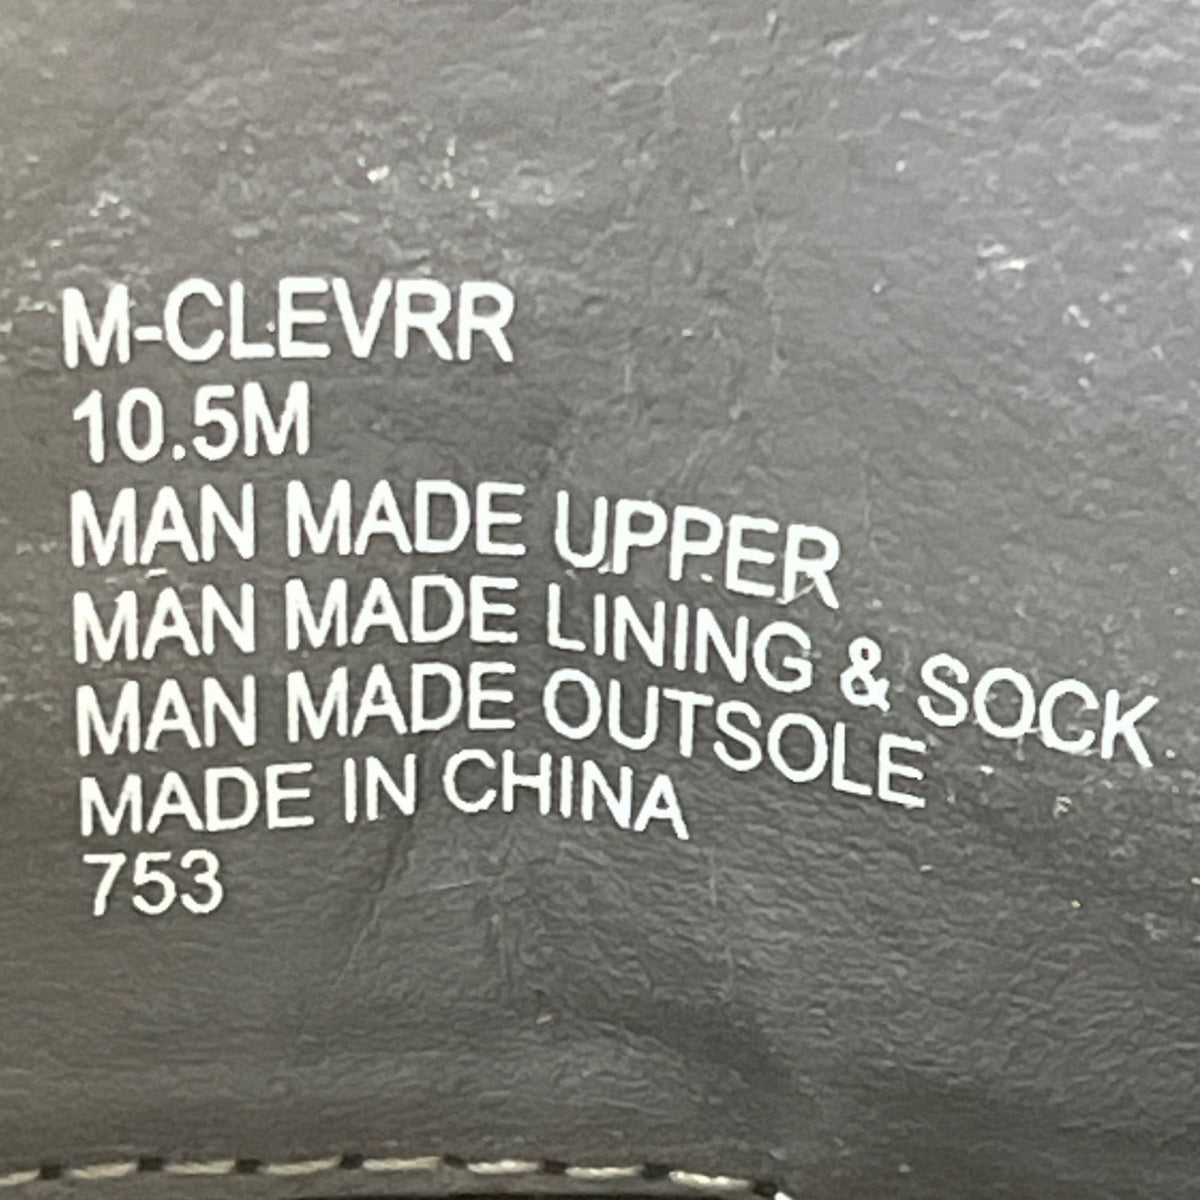 M-CLEVRR
10.5M
MAN MADE UPPER
MAN MADE LINING & SOCK
MAN MADE OUTSOLE
MADE IN CHINA
753